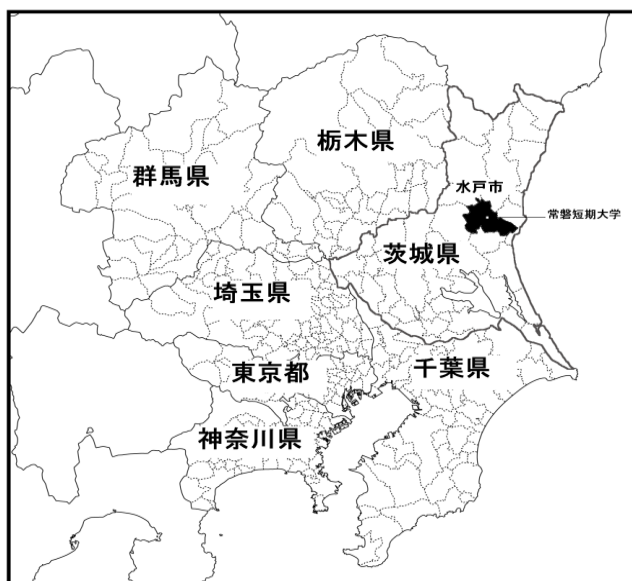 栃木県
群馬県
水戸市
常磐短期大学
茨城県
埼玉県
東京都
千葉県
神奈川県